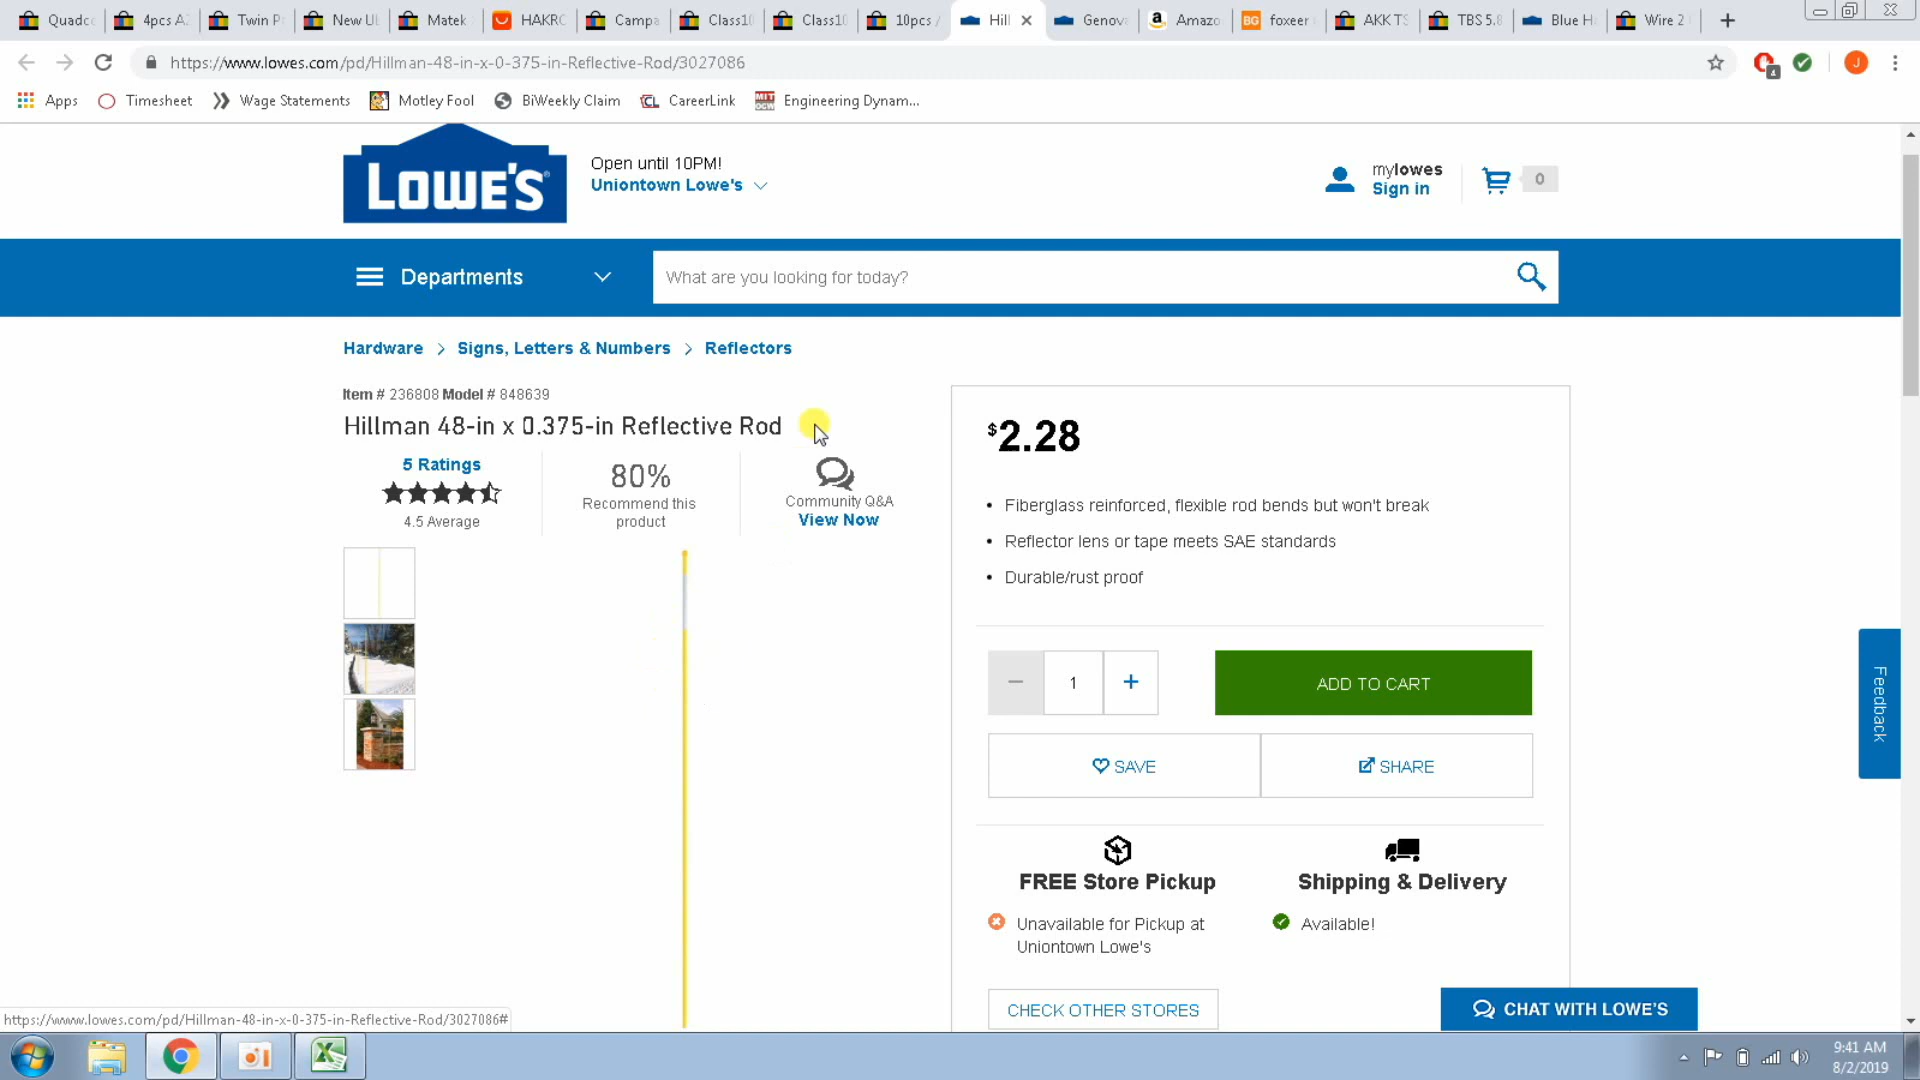 Quadc
4pcs A
Twin P
New U
Matek
HAKRC
Campa
Class10
Class10
10pcs /
Hill
Genova
Amazo
BG
foxeer
AKK TS
TBS 5.8
Blue H
Wire 2
https://www.lowes.com/pd/Hillman-48-in-x-0-375-in-Reflective-Rod/3027086
4
J
Apps
Timesheet
Wage Statements
Motley Fool
BiWeekly Claim
CL
CareerLink
MIT
OCW
Engineering Dynam...
LOWE'S
Open until 10PM!
Uniontown Lowe's
mylowes
Sign in
0
Departments
What are you looking for today?
Hardware > Signs, Letters & Numbers > Reflectors
Item # 236808 Model # 848639
Hillman 48-in x 0.375-in Reflective Rod
5 Ratings
4.5 Average
80%
Recommend this
product
Community Q&A
View Now
$2.28
• Fiberglass reinforced, flexible rod bends but won't break
• Reflector lens or tape meets SAE standards
• Durable/rust proof
1
ADD TO CART
SAVE
SHARE
Feedback
FREE Store Pickup
Unavailable for Pickup at
Uniontown Lowe's
Shipping & Delivery
Available!
CHECK OTHER STORES
CHAT WITH LOWE'S
https://www.lowes.com/pd/Hillman-48-in-x-0-375-in-Reflective-Rod/3027086#
9:41 AM
8/2/2019